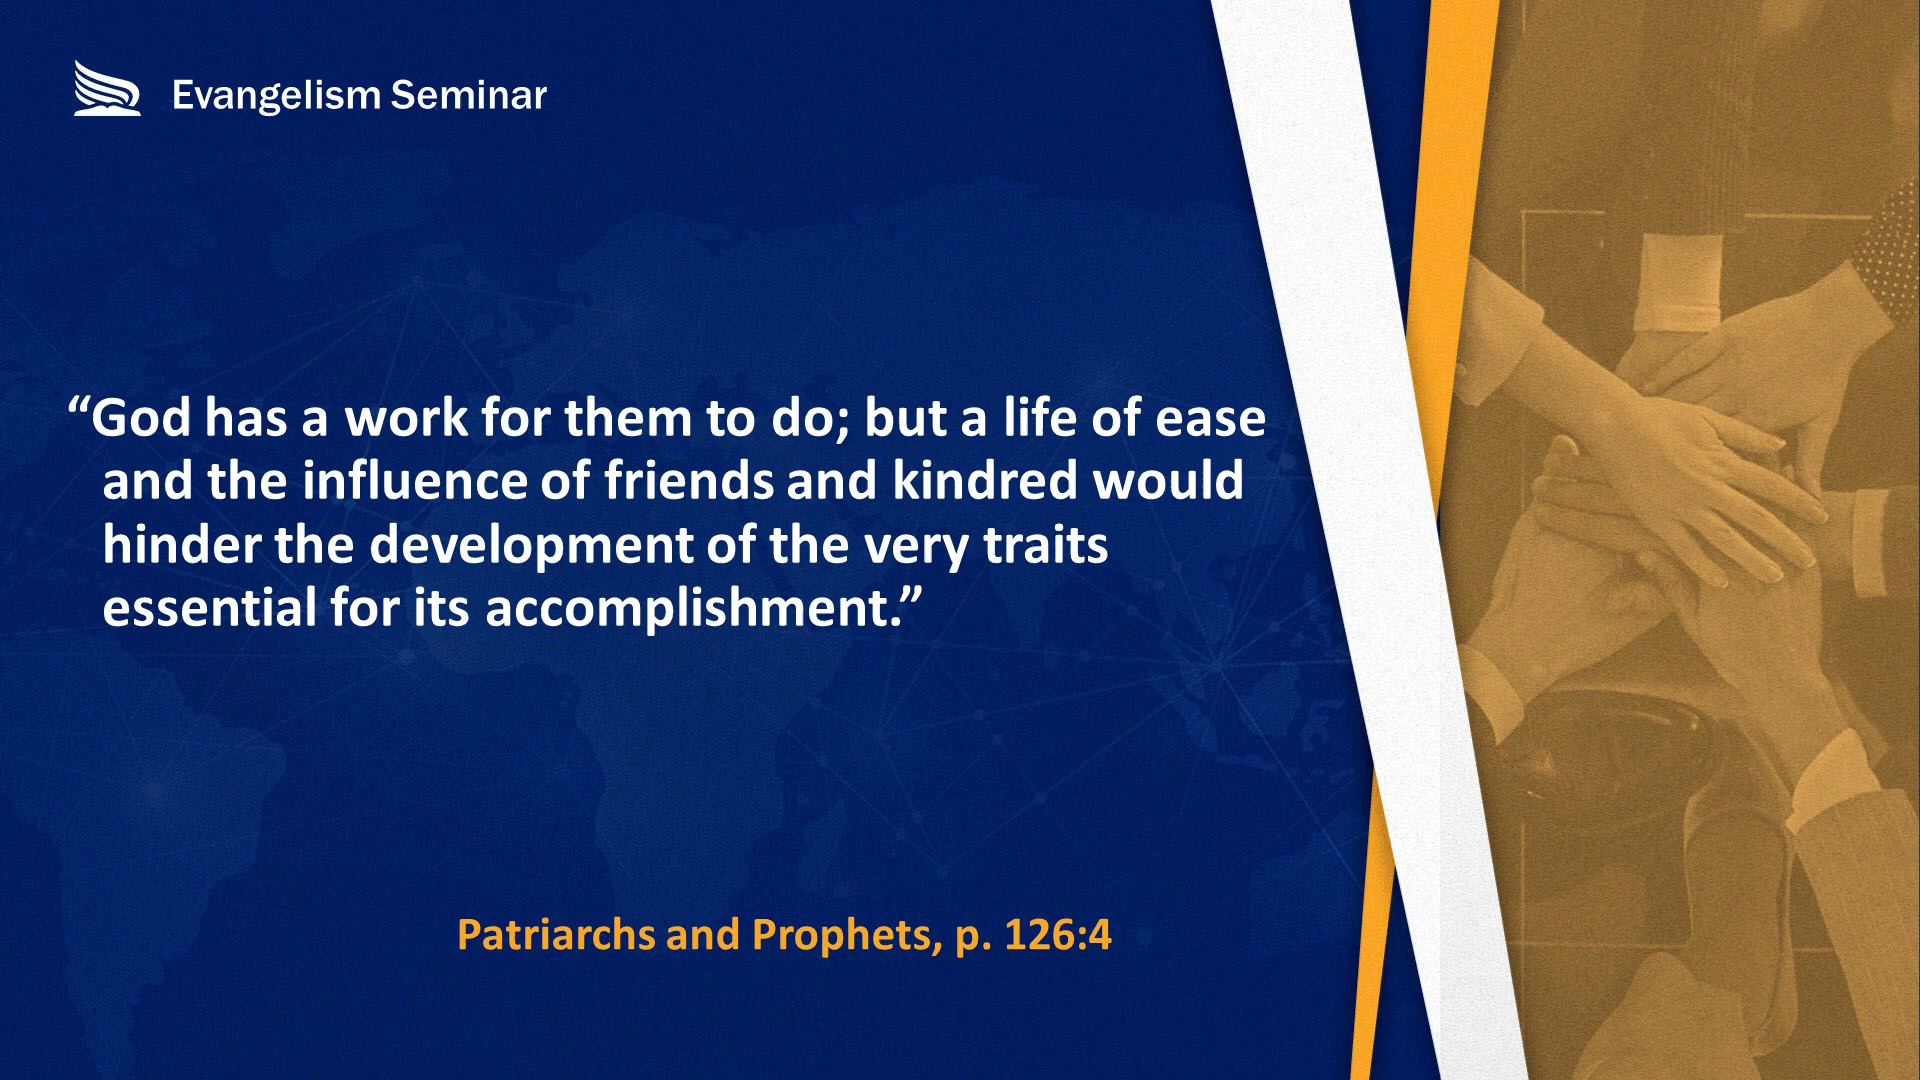 Evangelism Seminar
“God has a work for them to do; but a life of ease
and the influence of friends and kindred would
hinder the development of the very traits
essential for its accomplishment.”
Patriarchs and Prophets, p. 126:4